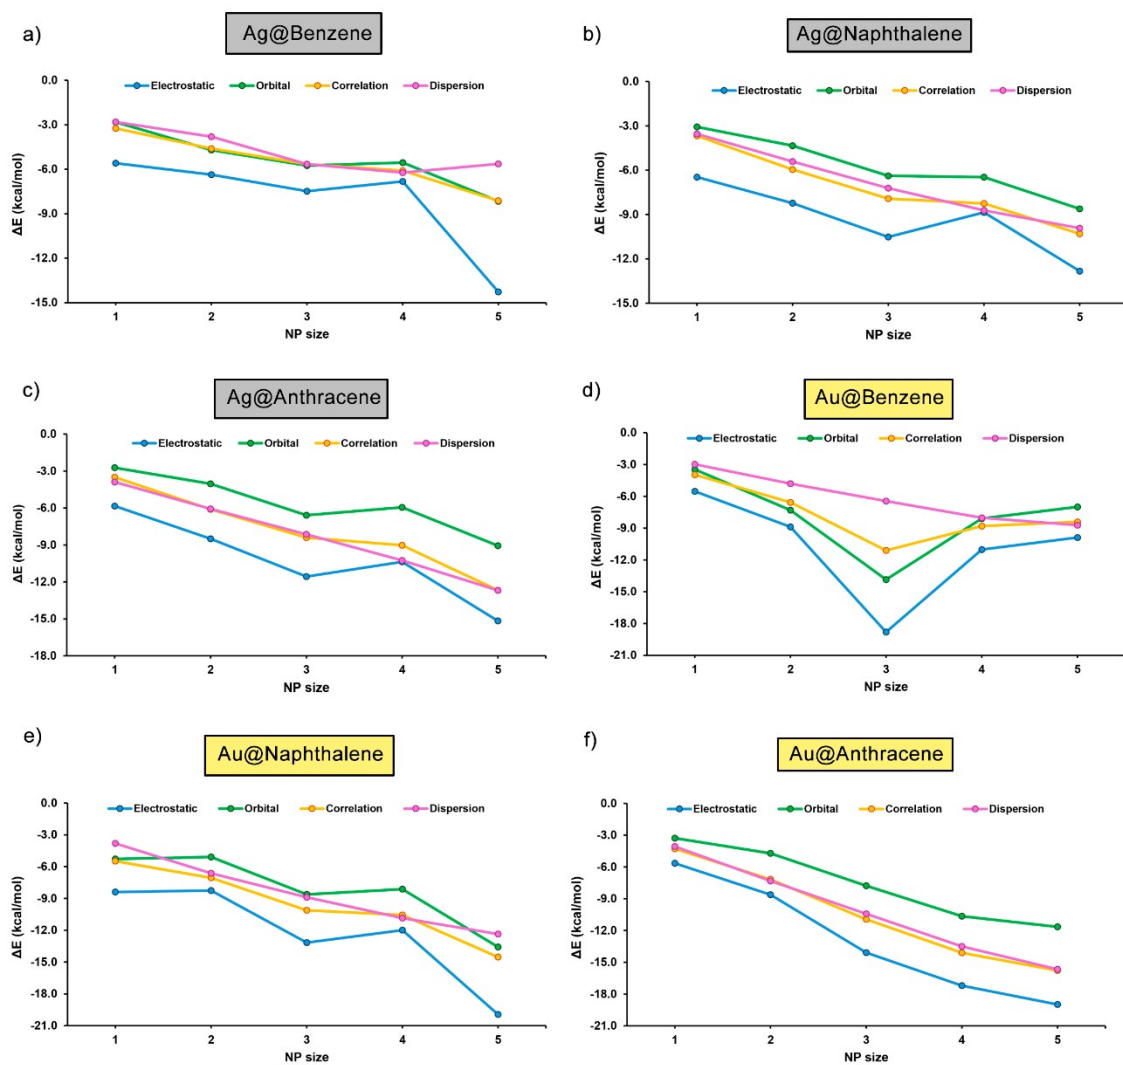 a)
Ag@Benzene
Electrostatic Orbital Correlation Dispersion
ΔE (kcal/mol)
0.0
-3.0
-6.0
-9.0
-12.0
-15.0
1 2 3 4 5
NP size
b)
Ag@Naphthalene
Electrostatic Orbital Correlation Dispersion
ΔE (kcal/mol)
0.0
-3.0
-6.0
-9.0
-12.0
-15.0
1 2 3 4 5
NP size
c)
Ag@Anthracene
Electrostatic Orbital Correlation Dispersion
ΔE (kcal/mol)
0.0
-3.0
-6.0
-9.0
-12.0
-15.0
-18.0
1 2 3 4 5
NP size
d)
Au@Benzene
Electrostatic Orbital Correlation Dispersion
ΔE (kcal/mol)
0.0
-3.0
-6.0
-9.0
-12.0
-15.0
-18.0
-21.0
1 2 3 4 5
NP size
e)
Au@Naphthalene
Electrostatic Orbital Correlation Dispersion
ΔE (kcal/mol)
0.0
-3.0
-6.0
-9.0
-12.0
-15.0
-18.0
-21.0
1 2 3 4 5
NP size
f)
Au@Anthracene
Electrostatic Orbital Correlation Dispersion
ΔE (kcal/mol)
0.0
-3.0
-6.0
-9.0
-12.0
-15.0
-18.0
-21.0
1 2 3 4 5
NP size